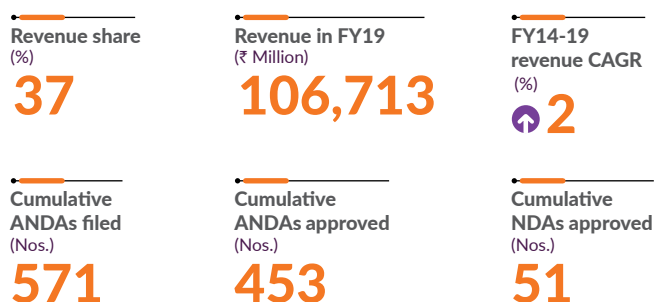 Revenue share
(%)
37
Revenue in FY19
(₹ Million)
106,713
FY14-19
revenue CAGR
(%)
2
Cumulative
ANDAs filed
(Nos.)
571
Cumulative
ANDAs approved
(Nos.)
453
Cumulative
NDAs approved
(Nos.)
51